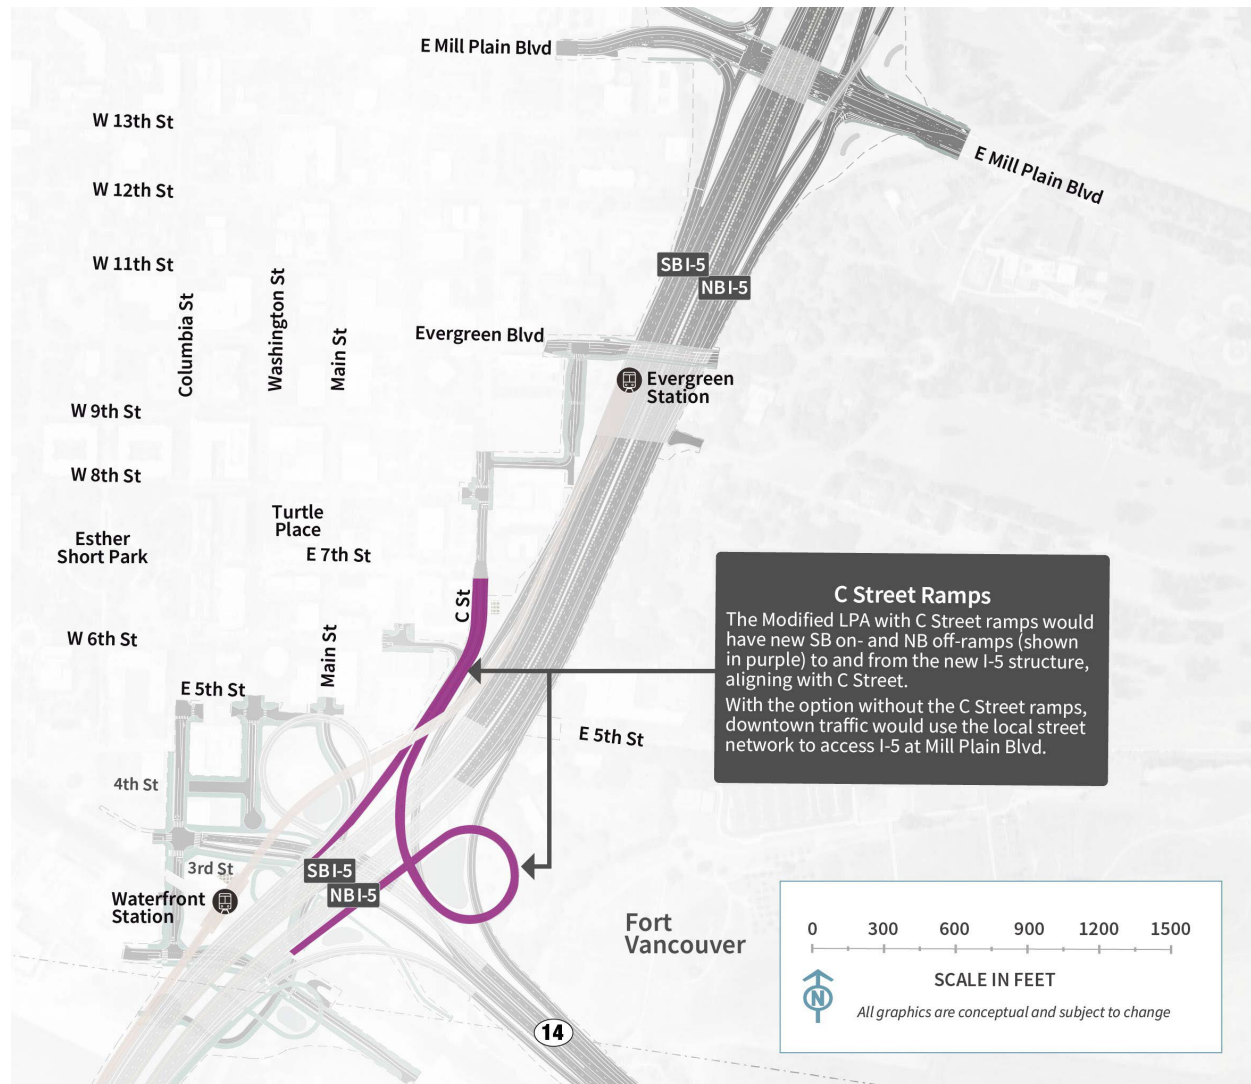 E Mill Plain Blvd
W 13th St
E Mill Plain Blvd
W 12th St
W 11th St
SB I-5
NB I-5
Columbia St
Washington St
Main St
Evergreen Blvd
Evergreen
Station
W 9th St
W 8th St
Turtle
Place
Esther
Short Park
E 7th St
C St
W 6th St
Main St
E 5th St
E 5th St
C Street Ramps
The Modified LPA with C Street ramps would
have new SB on- and NB off-ramps (shown
in purple) to and from the new I-5 structure,
aligning with C Street.
With the option without the C Street ramps,
downtown traffic would use the local street
network to access I-5 at Mill Plain Blvd.
4th St
3rd St
SB I-5
NB I-5
Waterfront
Station
Fort
Vancouver
14
0 300 600 900 1200 1500
SCALE IN FEET
N
All graphics are conceptual and subject to change